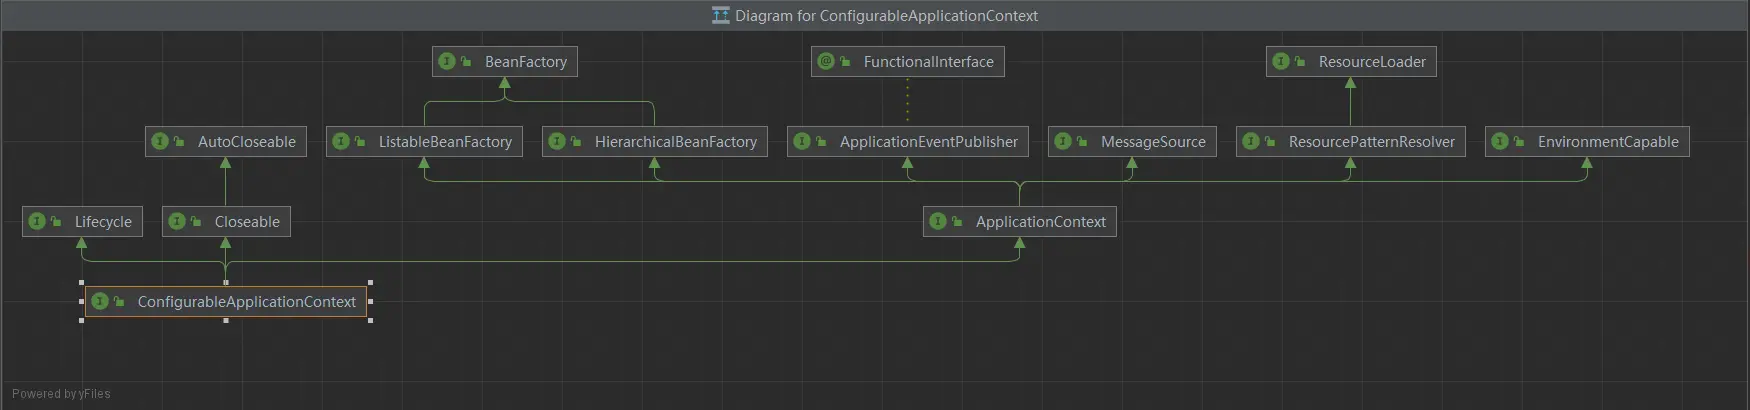 Diagram for ConfigurableApplicationContext
BeanFactory
FunctionalInterface
ResourceLoader
AutoCloseable
ListableBeanFactory
HierarchicalBeanFactory
ApplicationEventPublisher
MessageSource
ResourcePatternResolver
EnvironmentCapable
Lifecycle
Closeable
ApplicationContext
ConfigurableApplicationContext
Powered by yFiles